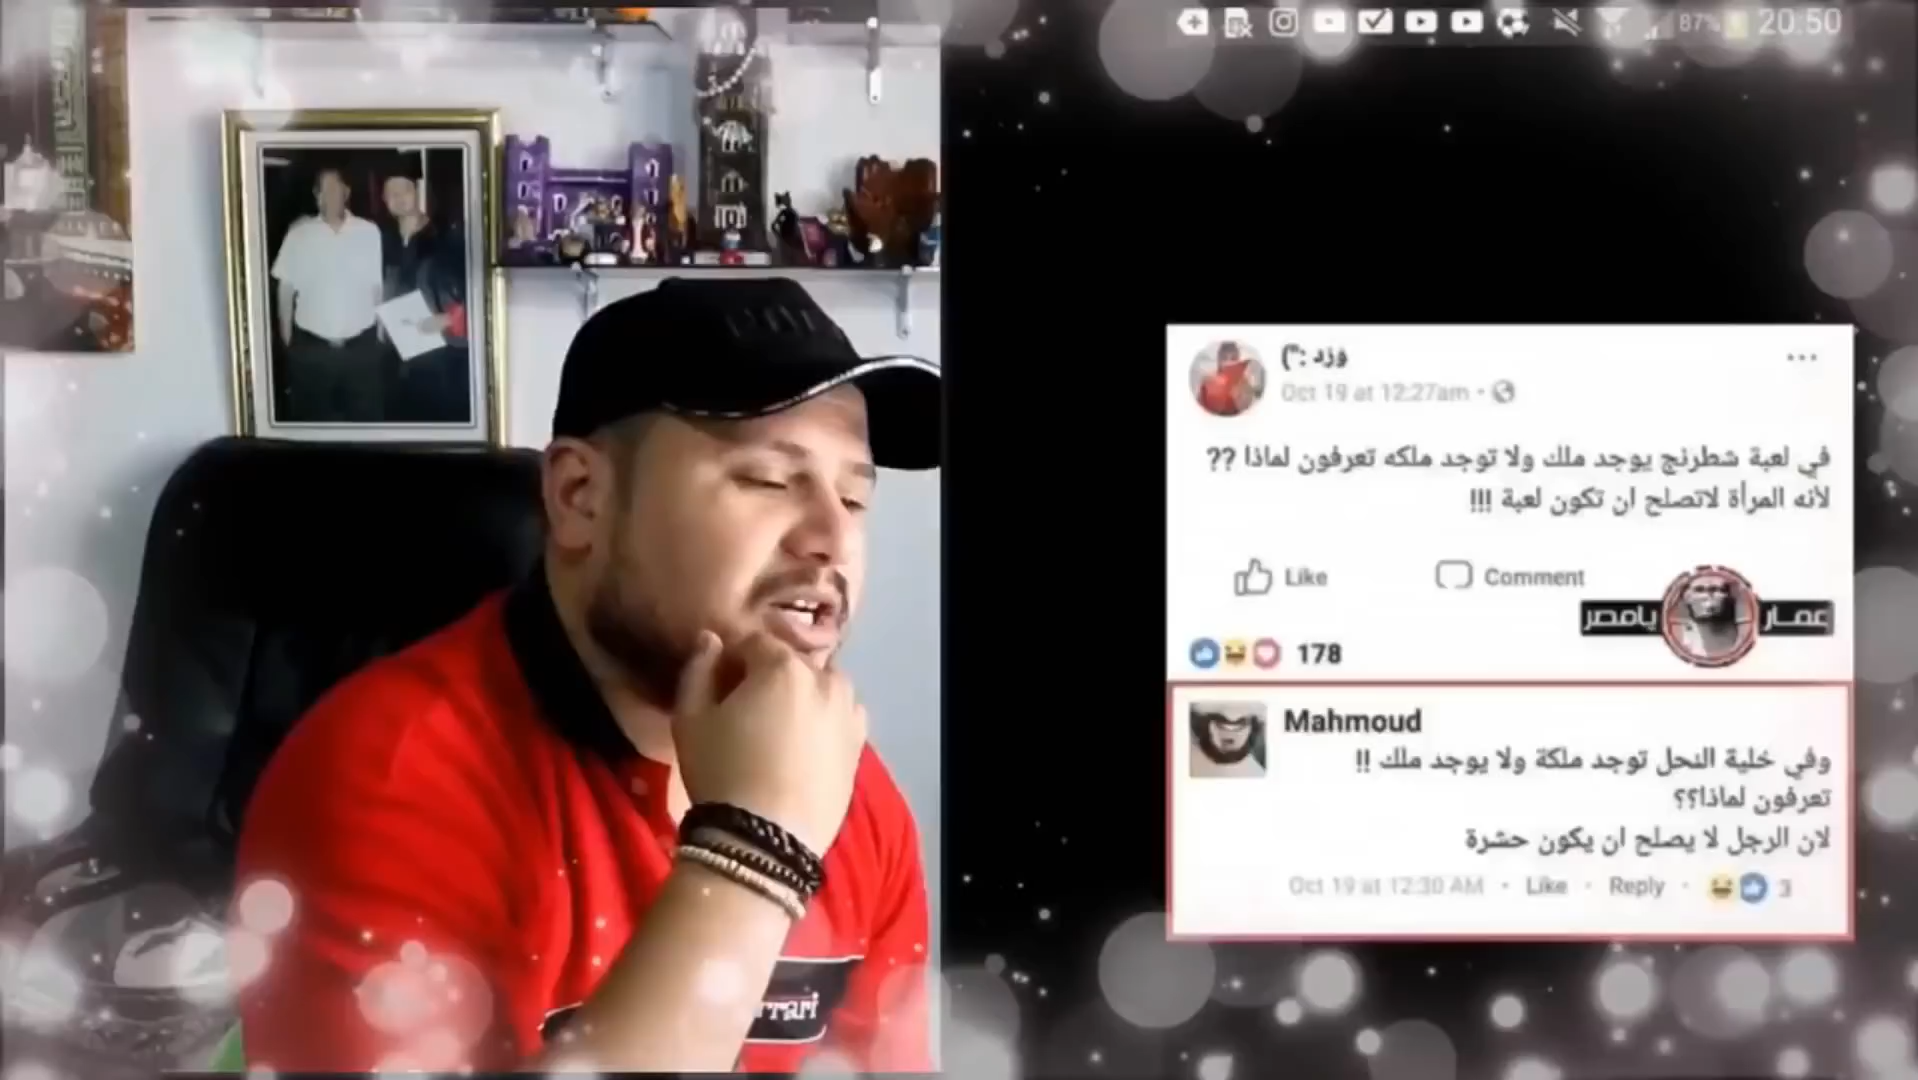 87% 20:50
وَرْد :")
Oct 19 at 12:27am
في لعبة شطرنج يوجد ملك ولا توجد ملكه تعرفون لماذا ??
لأنه المرأة لاتصلح ان تكون لعبة !!!
Like Comment
عمار يامصر
178
Mahmoud
وفي خلية النحل توجد ملكة ولا يوجد ملك !!
تعرفون لماذا؟؟
لان الرجل لا يصلح ان يكون حشرة
Oct 19 at 12:30 AM · Like · Reply · 3